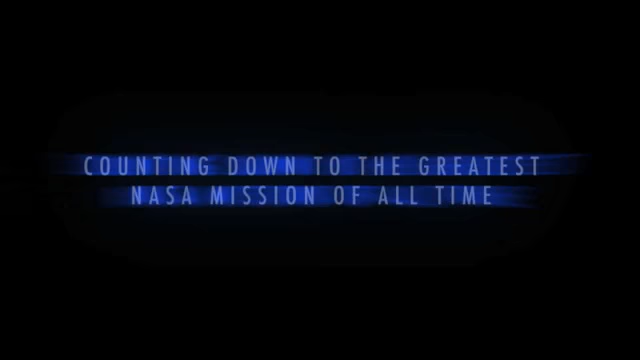 COUNTING DOWN TO THE GREATEST
NASA MISSION OF ALL TIME